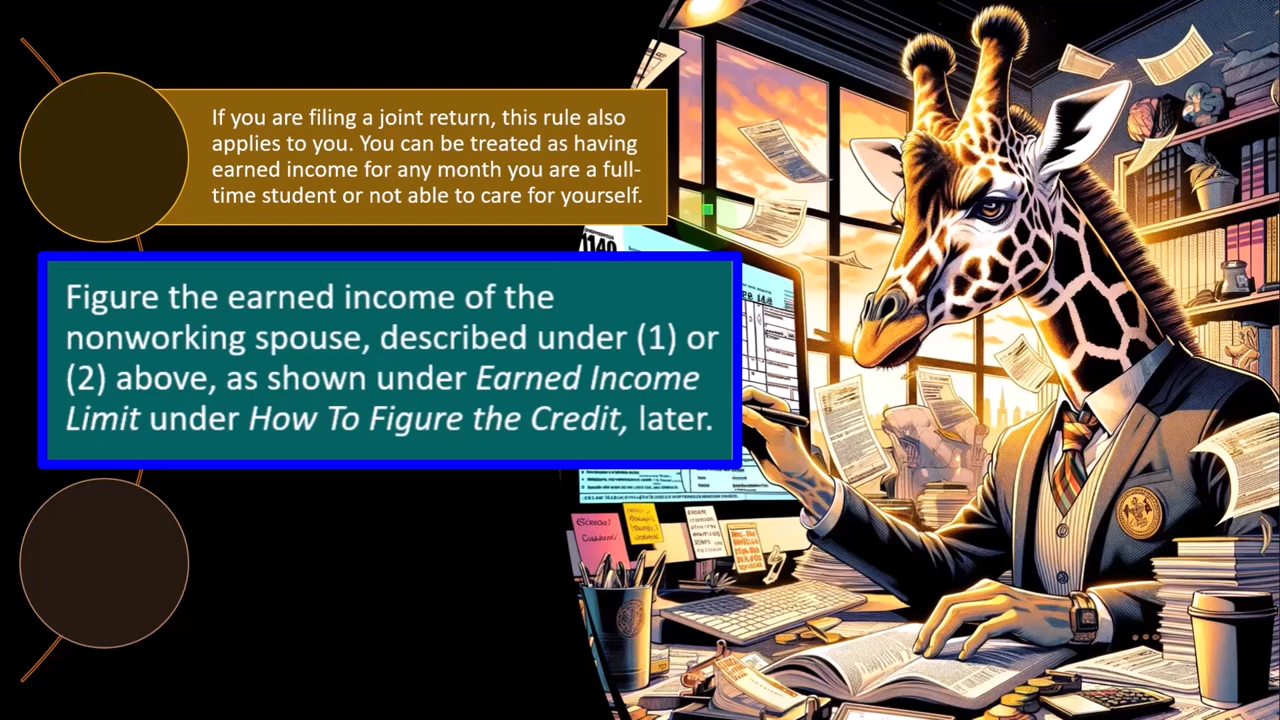 If you are filing a joint return, this rule also
applies to you. You can be treated as having
earned income for any month you are a full-
time student or not able to care for yourself.
Figure the earned income of the
nonworking spouse, described under (1) or
(2) above, as shown under Earned Income
Limit under How To Figure the Credit, later.
1140